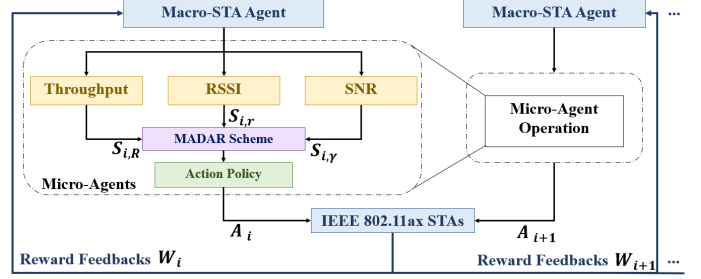 Macro-STA Agent
Macro-STA Agent
...
Throughput
RSSI
SNR
Micro-Agent
Operation
S_{i,r}
MADAR Scheme
S_{i,R}
S_{i,γ}
Action Policy
Micro-Agents
IEEE 802.11ax STAs
A_i
A_{i+1}
Reward Feedbacks W_i
Reward Feedbacks W_{i+1}
...